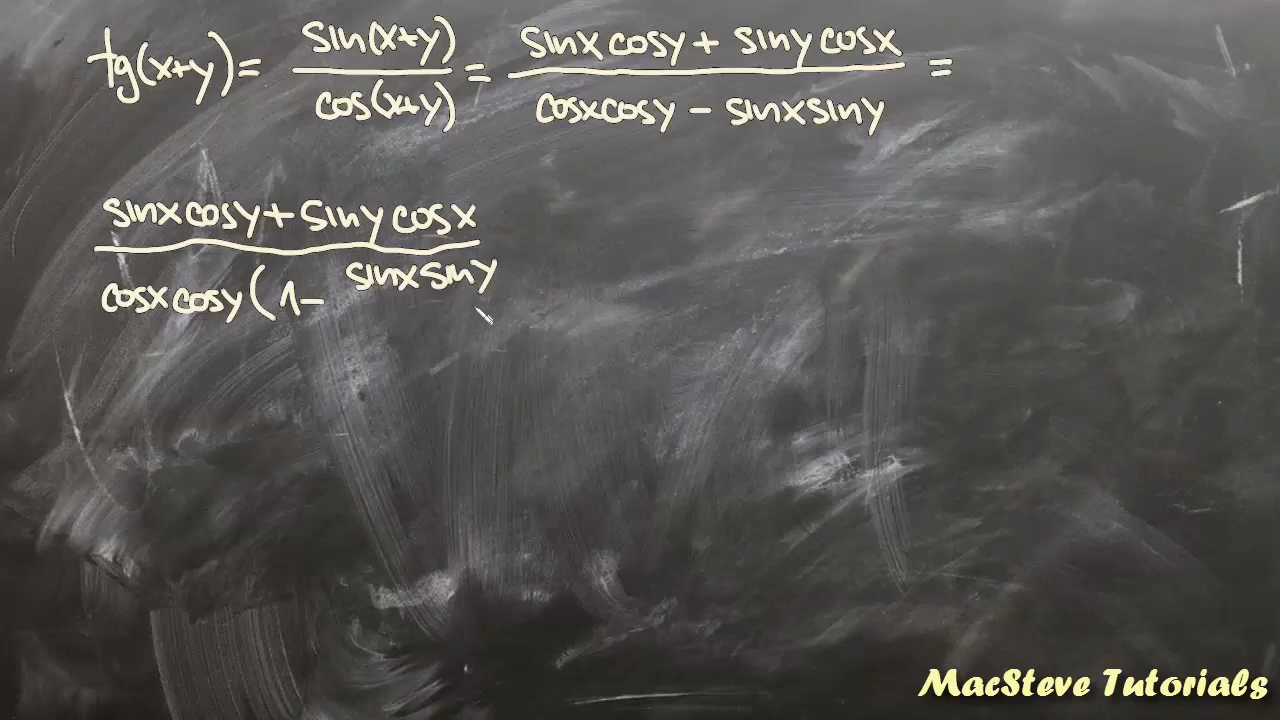 tg(x+y) = sin(x+y) / cos(x+y) = sinx cosy + siny cosx / cosx cosy - sinx siny =
sinx cosy + siny cosx
cosx cosy (1 - sinx siny
MacSteve Tutorials